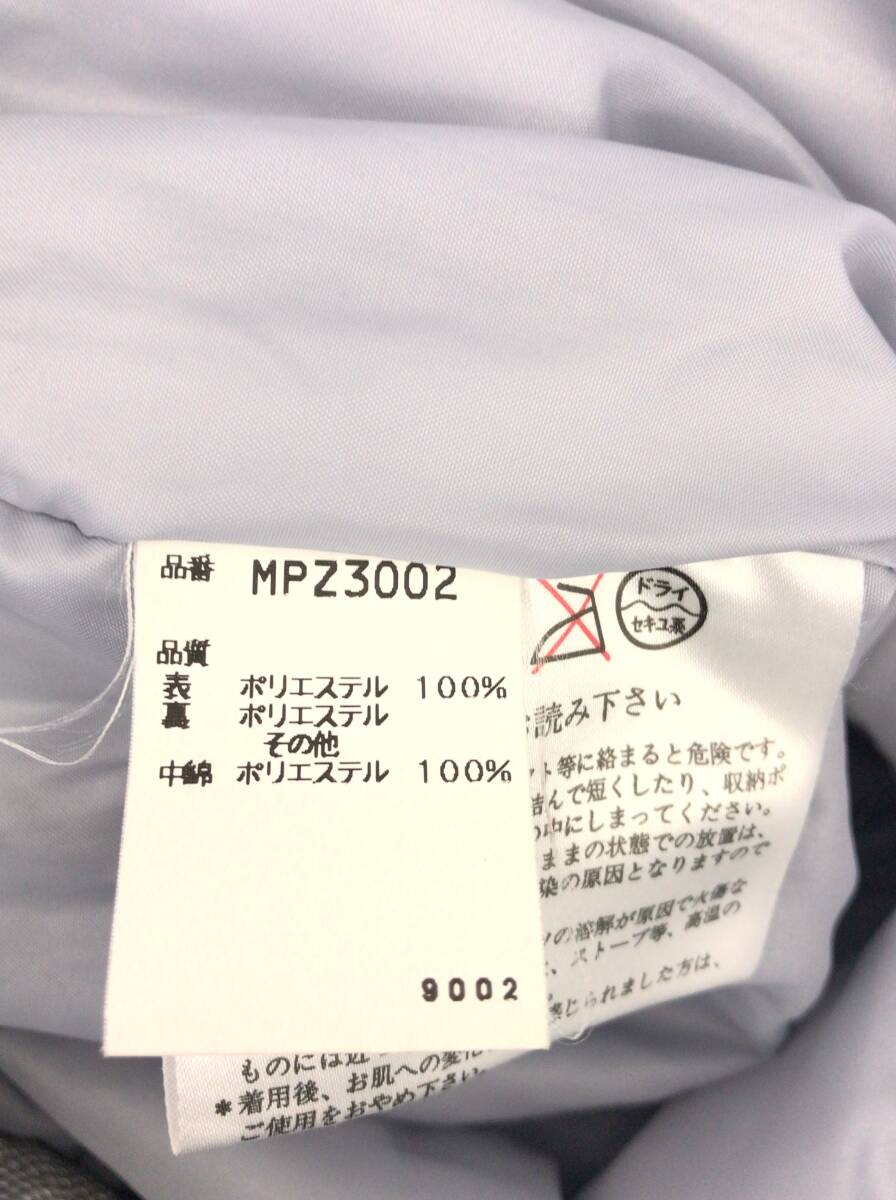 品番 MPZ3002
品質
表 ポリエステル 100%
裏 ポリエステル
その他
中綿 ポリエステル 100%
9002
ドライ
セキユ系
読み下さい
ト等に絡まると危険です。
んで短くしたり、収納ポ
中にしまってください。
ままの状態での放置は、
染の原因となりますので
の溶解が原因で火傷な
、ストーブ等、高温の
感じられました方は、
ものには近
*着用後、お肌への変化
ご使用をおやめ下さい